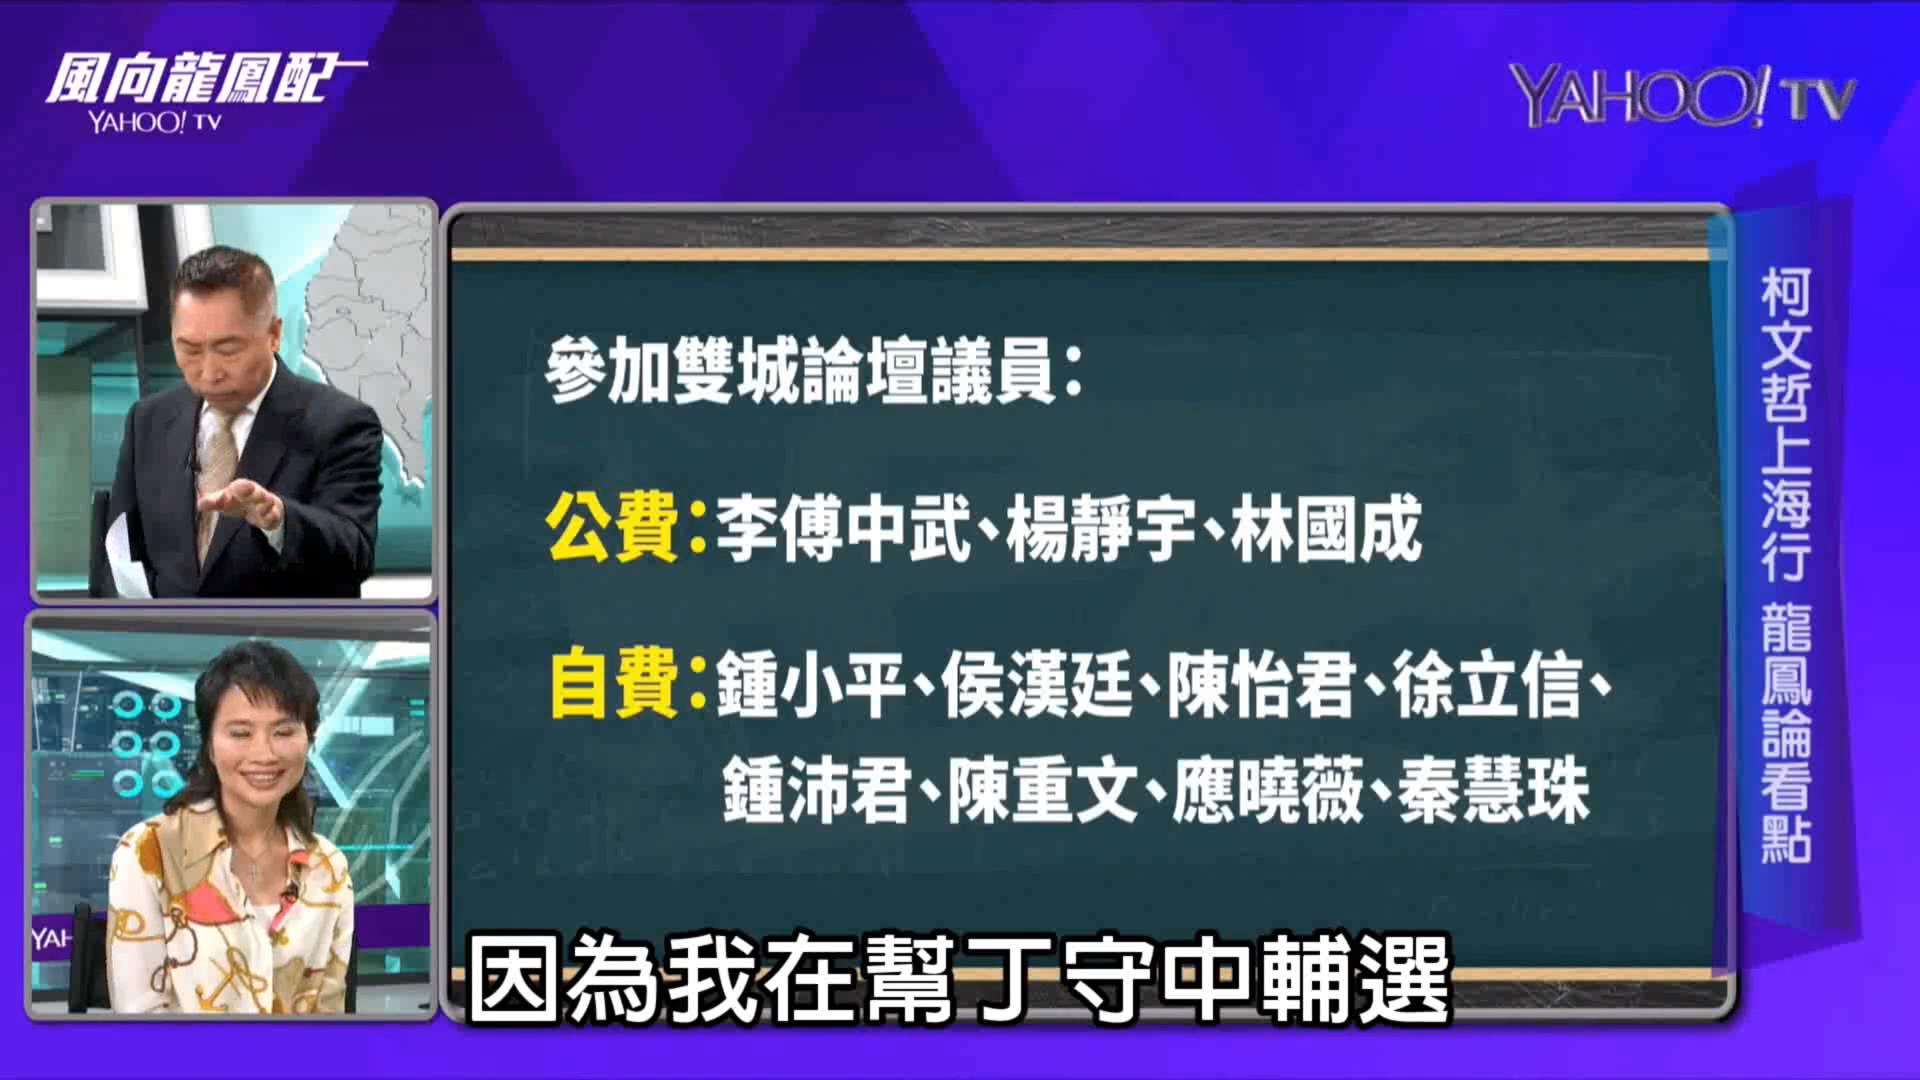 風向龍鳳配
YAHOO! TV
YAHOO! TV
參加雙城論壇議員：
公費：李傅中武、楊靜宇、林國成
自費：鍾小平、侯漢廷、陳怡君、徐立信、
鍾沛君、陳重文、應曉薇、秦慧珠
柯文哲上海行 龍鳳論看點
YAH
因為我在幫丁守中輔選